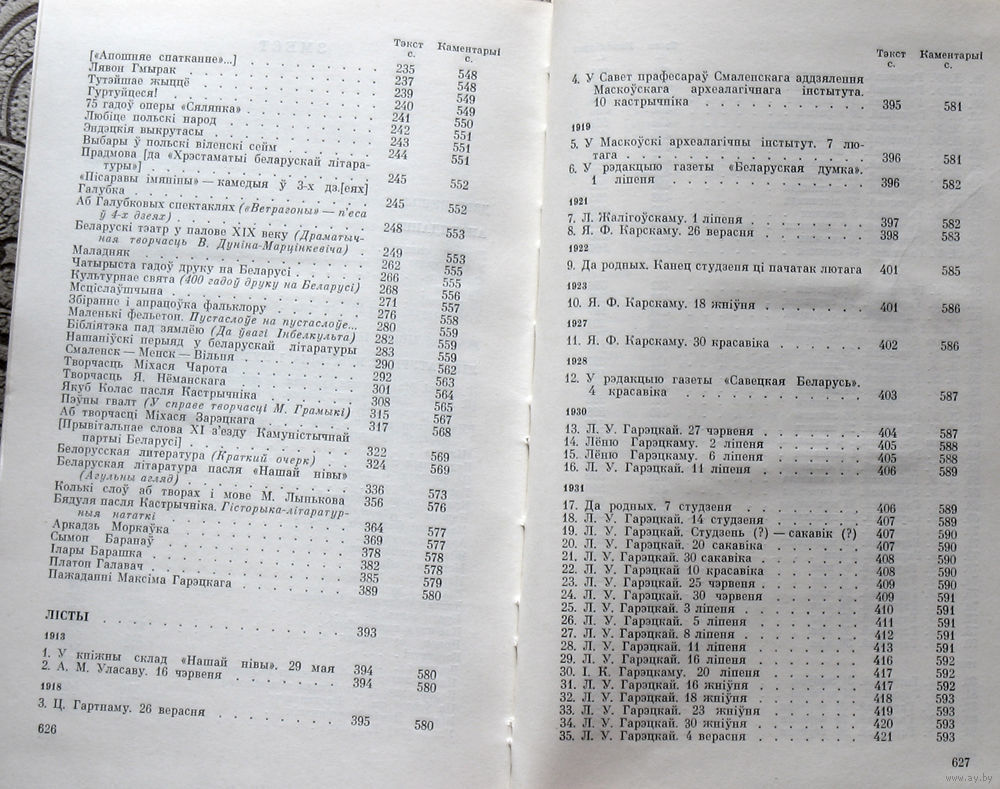 Тэкст Каментарыі
с. с.
[«Апошняе спатканне»...] 235 548
Лявон Гмырак 237 548
Тутэйшае жыццё 239 549
Гуртуйцеся! 240 549
75 гадоў оперы «Сялянка» 241 550
Любіце польскі народ 242 551
Эндэцкія выкрутасы 243 551
Выбары ў польскі віленскі сейм 244 551
Прадмова [да «Хрэстаматыі беларускай літара-
туры»] 245 552
«Пісаравы імяніны» — камедыя ў 3-х дз.[еях]
Галубка 245 552
Аб Галубковых спектаклях («Ветрагоны» — п'еса
ў 4-х дзеях) 248 553
Беларускі тэатр у палове XIX веку (Драматыч-
ная творчасць В. Дуніна-Марцінкевіча) 249 553
Маладняк 262 555
Чатырыста гадоў друку на Беларусі 266 555
Культурнае свята (400 гадоў друку на Беларусі) 268 556
Мсціслаўшчына 271 557
Збіранне і апрацоўка фальклору 276 558
Маленькі фельетон. Пустаслоўе на пустаслоўе... 280 559
Бібліятэка пад зямлёю (Да ўвагі Інбелкульта) 282 559
Нашаніўскі перыяд у беларускай літаратуры 283 559
Смаленск — Менск — Вільня 290 562
Творчасць Міхася Чарота 292 563
Творчасць Я. Нёманскага 301 564
Якуб Колас пасля Кастрычніка 308 565
Пэўны гвалт (У справе творчасці М. Грамыкі) 315 567
Аб творчасці Міхася Зарэцкага 317 568
[Прывітальнае слова XI з'езду Камуністычнай
партыі Беларусі] 322 569
Белорусская литература (Краткий очерк) 324 569
Беларуская літаратура пасля «Нашай нівы»
(Агульны агляд) 336 573
Колькі слоў аб творах і мове М. Лынькова 356 576
Бядуля пасля Кастрычніка. Гісторыка-літаратур-
ныя нататкі 364 577
Аркадзь Моркаўка 369 577
Сымон Баранаў 378 578
Ілары Барашка 382 578
Платон Галавач 385 579
Пажаданні Максіма Гарэцкага 389 580
ЛІСТЫ 393
1913
1. У кніжны склад «Нашай нівы». 29 мая 394 580
2. А. М. Уласаву. 16 чэрвеня 394 580
1918
3. Ц. Гартнаму. 26 верасня 395 580
626
Тэкст Каментарыі
с. с.
4. У Савет прафесараў Смаленскага аддзялення
Маскоўскага археалагічнага інстытута.
10 кастрычніка 395 581
1919
5. У Маскоўскі археалагічны інстытут. 7 лю-
тага 396 581
6. У рэдакцыю газеты «Беларуская думка».
1 ліпеня 396 582
1921
7. Л. Жалігоўскаму. 1 ліпеня 397 582
8. Я. Ф. Карскаму. 26 верасня 398 583
1922
9. Да родных. Канец студзеня ці пачатак лютага 401 585
1923
10. Я. Ф. Карскаму. 18 жніўня 401 586
1927
11. Я. Ф. Карскаму. 30 красавіка 402 586
1928
12. У рэдакцыю газеты «Савецкая Беларусь».
4 красавіка 403 587
1930
13. Л. У. Гарэцкай. 27 чэрвеня 404 587
14. Лёню Гарэцкаму. 2 ліпеня 405 588
15. Лёню Гарэцкаму. 6 ліпеня 405 588
16. Л. У. Гарэцкай. 11 ліпеня 406 589
1931
17. Да родных. 7 студзеня 406 589
18. Л. У. Гарэцкай. 14 студзеня 407 589
19. Л. У. Гарэцкай. Студзень (?) — сакавік (?) 407 590
20. Л. У. Гарэцкай. 20 сакавіка 407 590
21. Л. У. Гарэцкай. 30 сакавіка 408 590
22. Л. У. Гарэцкай 10 красавіка 408 590
23. Л. У. Гарэцкай. 25 чэрвеня 409 590
24. Л. У. Гарэцкай. 30 чэрвеня 409 591
25. Л. У. Гарэцкай. 3 ліпеня 410 591
26. Л. У. Гарэцкай. 5 ліпеня 411 591
27. Л. У. Гарэцкай. 8 ліпеня 412 591
28. Л. У. Гарэцкай. 11 ліпеня 413 591
29. Л. У. Гарэцкай. 16 ліпеня 416 592
30. І. К. Гарэцкаму. 20 ліпеня 417 592
31. Л. У. Гарэцкай. 16 жніўня 417 592
32. Л. У. Гарэцкай. 18 жніўня 418 593
33. Л. У. Гарэцкай. 23 жніўня 419 593
34. Л. У. Гарэцкай. 30 жніўня 420 593
35. Л. У. Гарэцкай. 4 верасня 421 593
627
www.ay.by